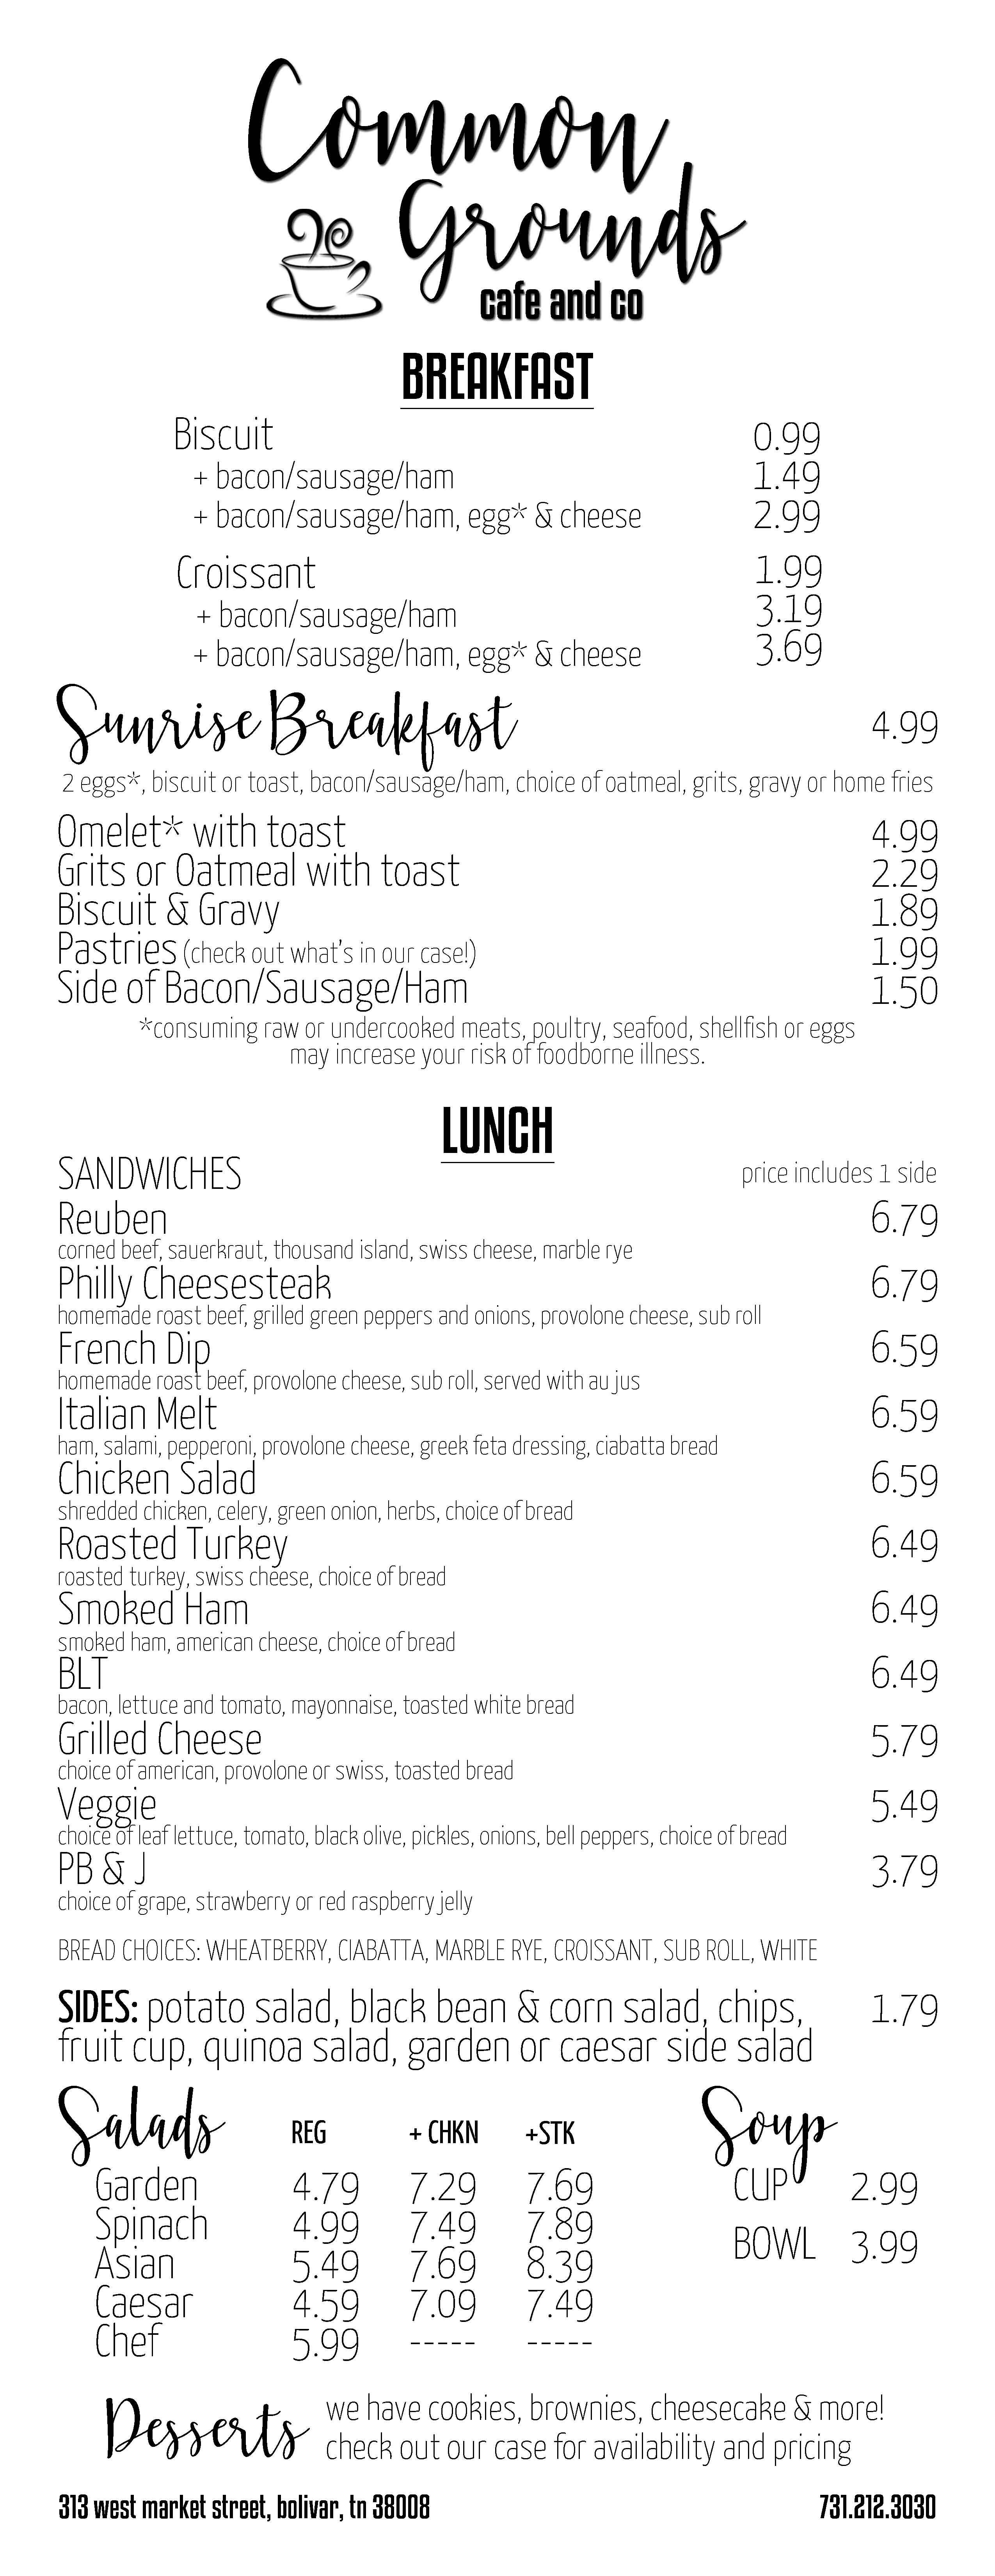 Common
Grounds
cafe and co
BREAKFAST
Biscuit 0.99
+ bacon/sausage/ham 1.49
+ bacon/sausage/ham, egg* & cheese 2.99
Croissant 1.99
+ bacon/sausage/ham 3.19
+ bacon/sausage/ham, egg* & cheese 3.69
Sunrise Breakfast 4.99
2 eggs*, biscuit or toast, bacon/sausage/ham, choice of oatmeal, grits, gravy or home fries
Omelet* with toast 4.99
Grits or Oatmeal with toast 2.29
Biscuit & Gravy 1.89
Pastries (check out what's in our case!) 1.99
Side of Bacon/Sausage/Ham 1.50
*consuming raw or undercooked meats, poultry, seafood, shellfish or eggs
may increase your risk of foodborne illness.
LUNCH
SANDWICHES price includes 1 side
Reuben 6.79
corned beef, sauerkraut, thousand island, swiss cheese, marble rye
Philly Cheesesteak 6.79
homemade roast beef, grilled green peppers and onions, provolone cheese, sub roll
French Dip 6.59
homemade roast beef, provolone cheese, sub roll, served with au jus
Italian Melt 6.59
ham, salami, pepperoni, provolone cheese, greek feta dressing, ciabatta bread
Chicken Salad 6.59
shredded chicken, celery, green onion, herbs, choice of bread
Roasted Turkey 6.49
roasted turkey, swiss cheese, choice of bread
Smoked Ham 6.49
smoked ham, american cheese, choice of bread
BLT 6.49
bacon, lettuce and tomato, mayonnaise, toasted white bread
Grilled Cheese 5.79
choice of american, provolone or swiss, toasted bread
Veggie 5.49
choice of leaf lettuce, tomato, black olive, pickles, onions, bell peppers, choice of bread
PB & J 3.79
choice of grape, strawberry or red raspberry jelly
BREAD CHOICES: WHEATBERRY, CIABATTA, MARBLE RYE, CROISSANT, SUB ROLL, WHITE
SIDES: potato salad, black bean & corn salad, chips, 1.79
fruit cup, quinoa salad, garden or caesar side salad
Salads REG + CHKN +STK
Garden 4.79 7.29 7.69
Spinach 4.99 7.49 7.89
Asian 5.49 7.69 8.39
Caesar 4.59 7.09 7.49
Chef 5.99 ----- -----
Soup
CUP 2.99
BOWL 3.99
Desserts we have cookies, brownies, cheesecake & more!
check out our case for availability and pricing
313 west market street, bolivar, tn 38008 731.212.3030